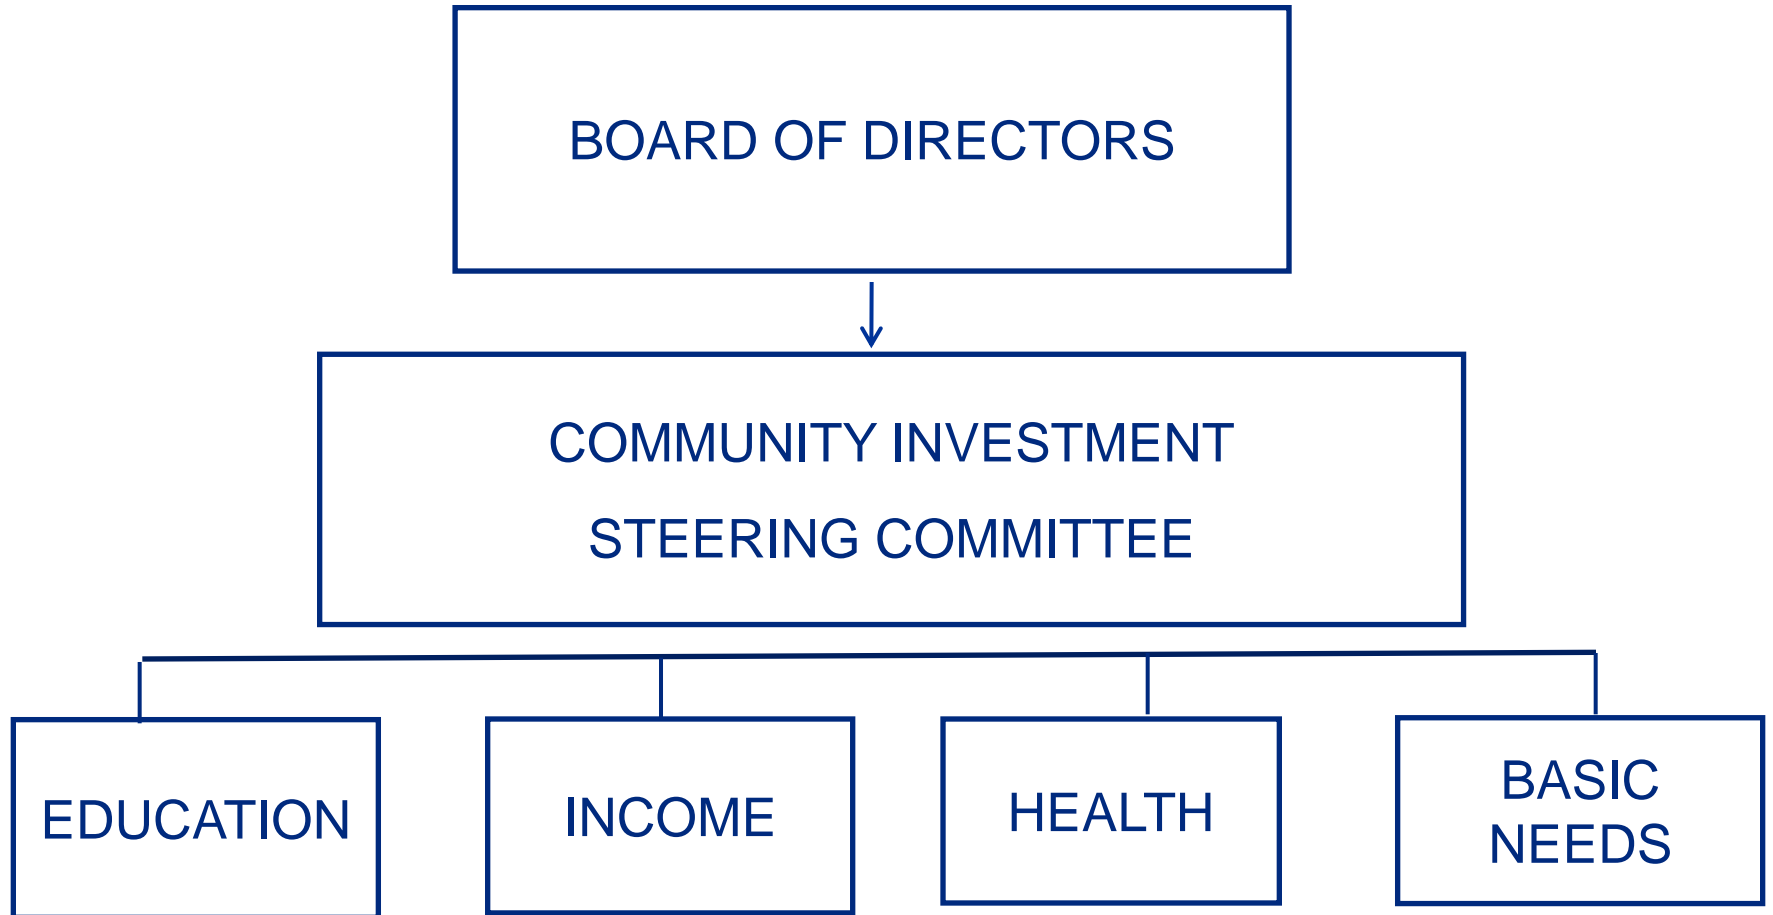 BOARD OF DIRECTORS
COMMUNITY INVESTMENT
STEERING COMMITTEE
EDUCATION
INCOME
HEALTH
BASIC
NEEDS